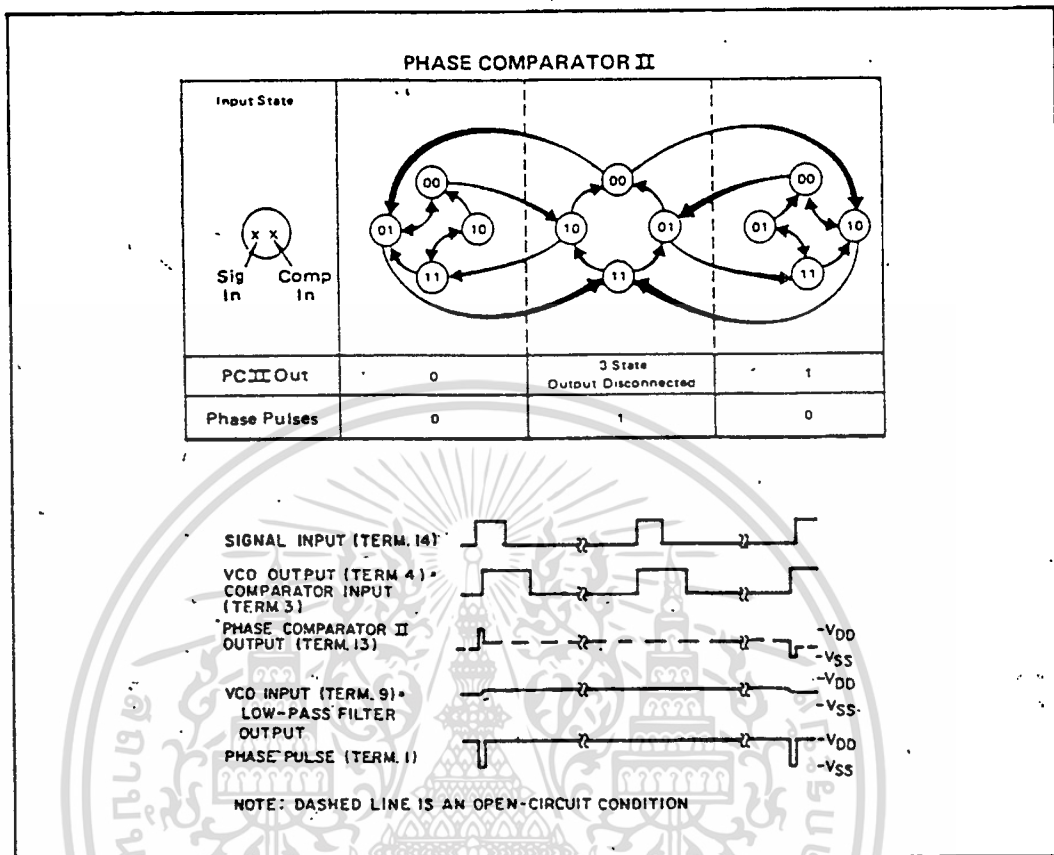 PHASE COMPARATOR II
Input State
00
00
00
01
10
10
01
01
10
11
11
11
x x
Sig In
Comp In
PC II Out
0
3 State Output Disconnected
1
Phase Pulses
0
1
0
SIGNAL INPUT (TERM. 14)
VCO OUTPUT (TERM 4) =
COMPARATOR INPUT
(TERM.3)
PHASE COMPARATOR II
OUTPUT (TERM. 13)
-VDD
-VSS
VCO INPUT (TERM. 9) =
LOW-PASS FILTER
OUTPUT
-VDD
-VSS
PHASE PULSE (TERM. 1)
-VDD
-VSS
NOTE: DASHED LINE IS AN OPEN-CIRCUIT CONDITION